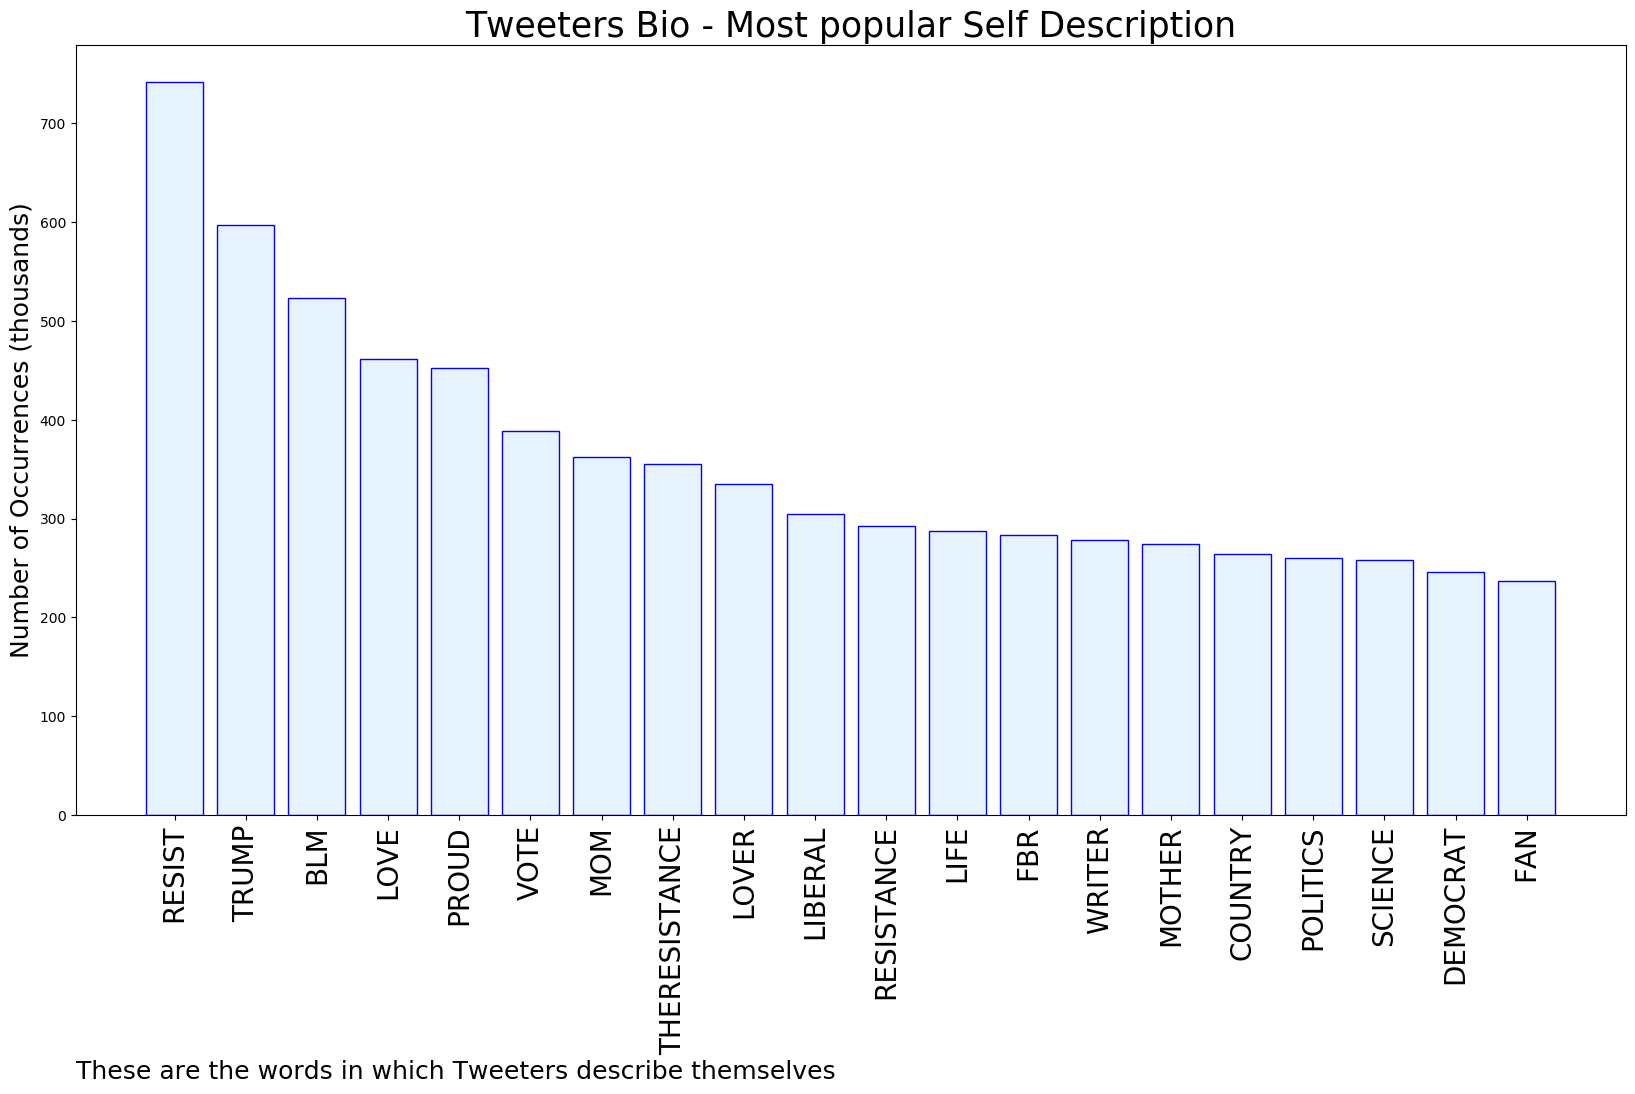 Tweeters Bio - Most popular Self Description
Number of Occurrences (thousands)
700
600
500
400
300
200
100
0
RESIST
TRUMP
BLM
LOVE
PROUD
VOTE
MOM
THERESISTANCE
LOVER
LIBERAL
RESISTANCE
LIFE
FBR
WRITER
MOTHER
COUNTRY
POLITICS
SCIENCE
DEMOCRAT
FAN
These are the words in which Tweeters describe themselves